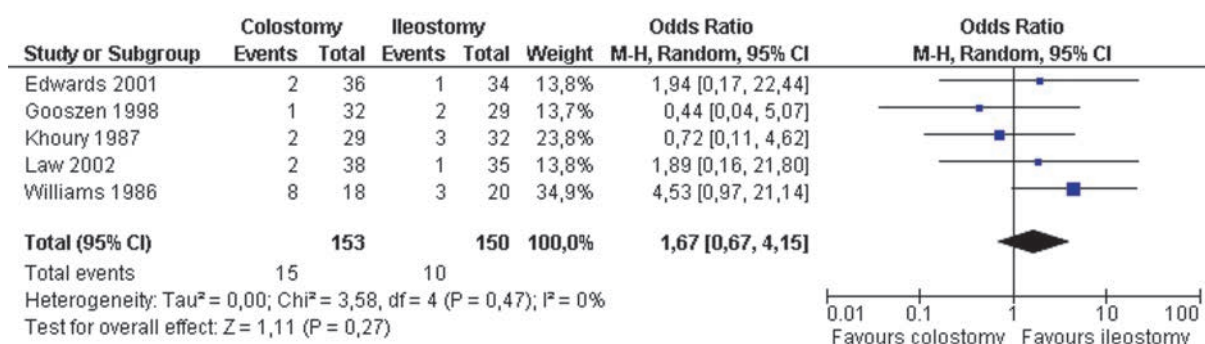 Colostomy Ileostomy Odds Ratio Odds Ratio
Study or Subgroup Events Total Events Total Weight M-H, Random, 95% CI M-H, Random, 95% CI
Edwards 2001 2 36 1 34 13,8% 1,94 [0,17, 22,44]
Gooszen 1998 1 32 2 29 13,7% 0,44 [0,04, 5,07]
Khoury 1987 2 29 3 32 23,8% 0,72 [0,11, 4,62]
Law 2002 2 38 1 35 13,8% 1,89 [0,16, 21,80]
Williams 1986 8 18 3 20 34,9% 4,53 [0,97, 21,14]
Total (95% CI) 153 150 100,0% 1,67 [0,67, 4,15]
Total events 15 10
Heterogeneity: Tau² = 0,00; Chi² = 3,58, df = 4 (P = 0,47); I² = 0%
Test for overall effect: Z = 1,11 (P = 0,27)
0.01 0.1 1 10 100
Favours colostomy Favours ileostomy